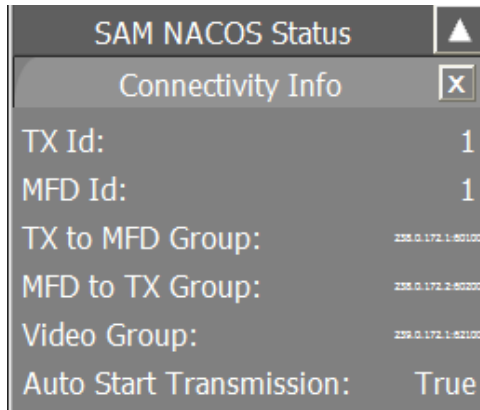 SAM NACOS Status
Connectivity Info
X
TX Id: 1
MFD Id: 1
TX to MFD Group:
MFD to TX Group:
Video Group:
Auto Start Transmission: True